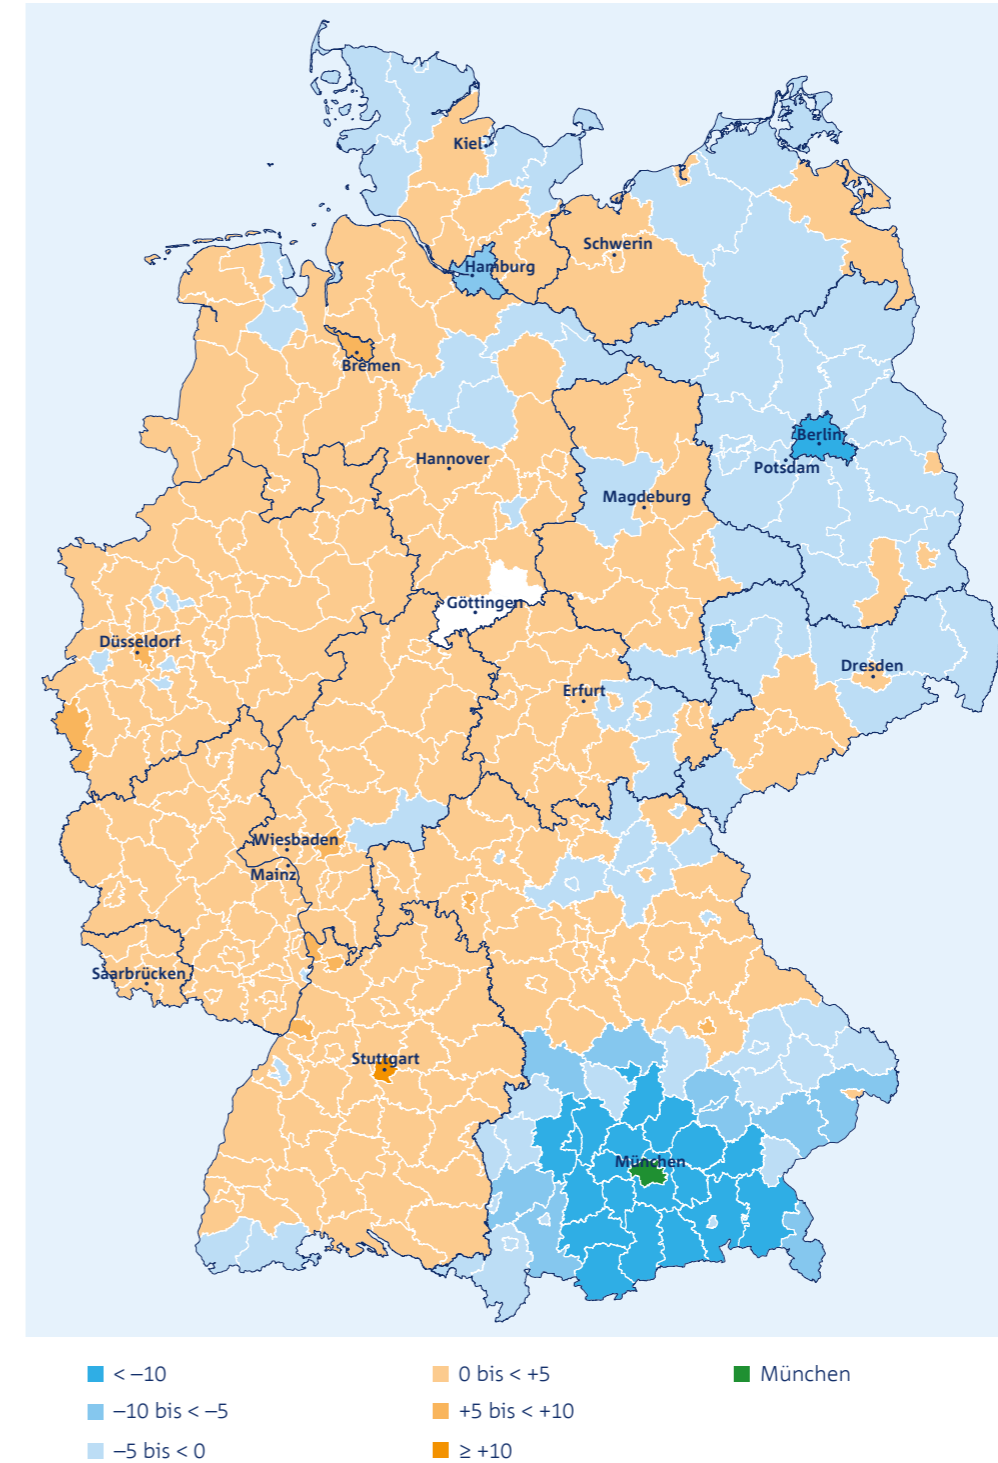 Kiel
Schwerin
Hamburg
Bremen
Berlin
Hannover
Potsdam
Magdeburg
Göttingen
Düsseldorf
Dresden
Erfurt
Wiesbaden
Mainz
Saarbrücken
Stuttgart
München
< –10
0 bis < +5
München
–10 bis < –5
+5 bis < +10
–5 bis < 0
≥ +10